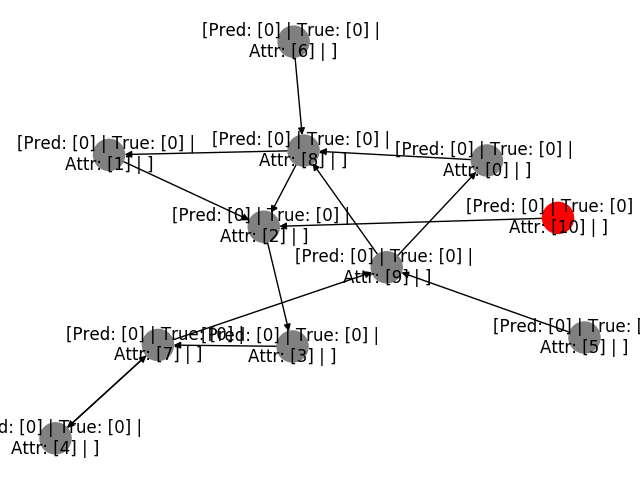 [Pred: [0] | True: [0] |
Attr: [6] | ]
[Pred: [0] | True: [0] |
Attr: [1] | ]
[Pred: [0] | True: [0] |
Attr: [8] | ]
[Pred: [0] | True: [0] |
Attr: [0] | ]
[Pred: [0] | True: [0] |
Attr: [2] | ]
[Pred: [0] | True: [0]
Attr: [10] | ]
[Pred: [0] | True: [0] |
Attr: [9] | ]
[Pred: [0] | True: [0] |
Attr: [7] | ]
[Pred: [0] | True: [0] |
Attr: [3] | ]
[Pred: [0] | True: [
Attr: [5] | ]
d: [0] | True: [0] |
Attr: [4] | ]